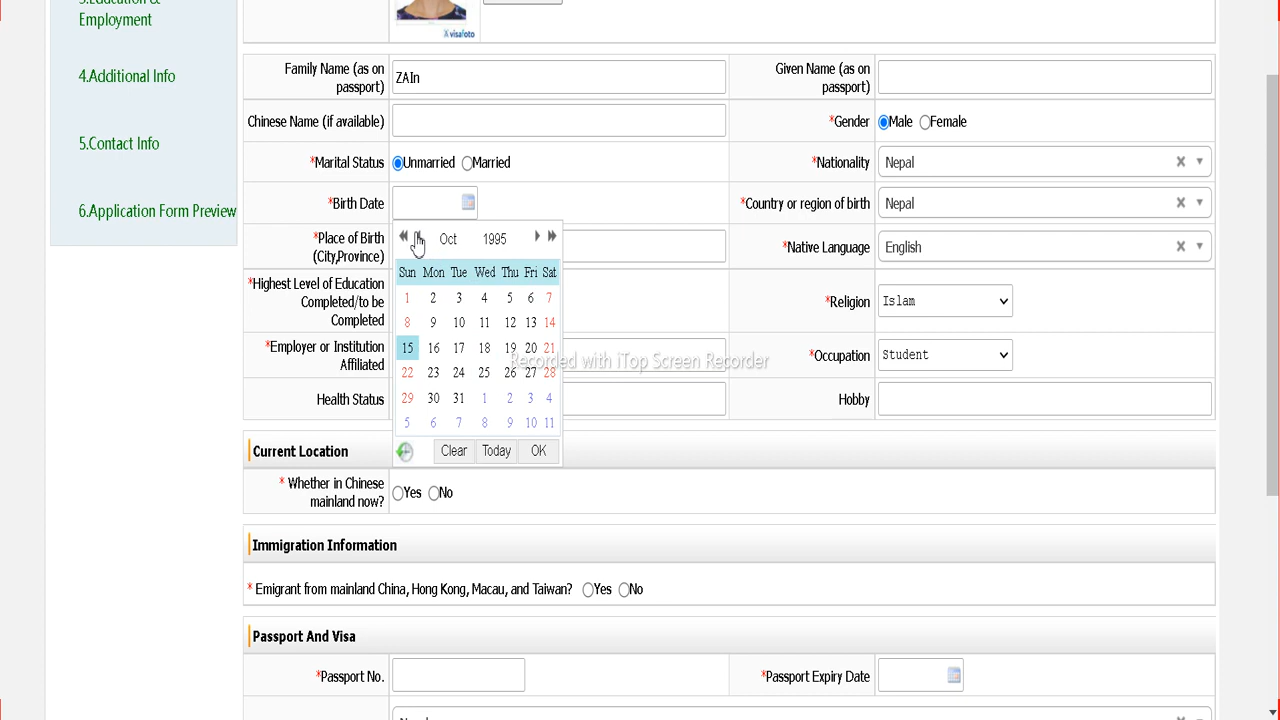 3.Education &
Employment
4.Additional Info
5.Contact Info
6.Application Form Preview
visafoto
Family Name (as on
passport)
ZAIn
Given Name (as on
passport)
Chinese Name (if available)
*Gender
Male Female
*Marital Status
Unmarried Married
*Nationality
Nepal
*Birth Date
*Country or region of birth
Nepal
*Place of Birth
(City,Province)
*Native Language
English
Oct 1995
Sun Mon Tue Wed Thu Fri Sat
1 2 3 4 5 6 7
8 9 10 11 12 13 14
15 16 17 18 19 20 21
22 23 24 25 26 27 28
29 30 31 1 2 3 4
5 6 7 8 9 10 11
Clear Today OK
*Highest Level of Education
Completed/to be
Completed
*Religion
Islam
*Employer or Institution
Affiliated
Recorded with iTop Screen Recorder
*Occupation
Student
Health Status
Hobby
Current Location
* Whether in Chinese
mainland now?
Yes No
Immigration Information
* Emigrant from mainland China, Hong Kong, Macau, and Taiwan? Yes No
Passport And Visa
*Passport No.
*Passport Expiry Date